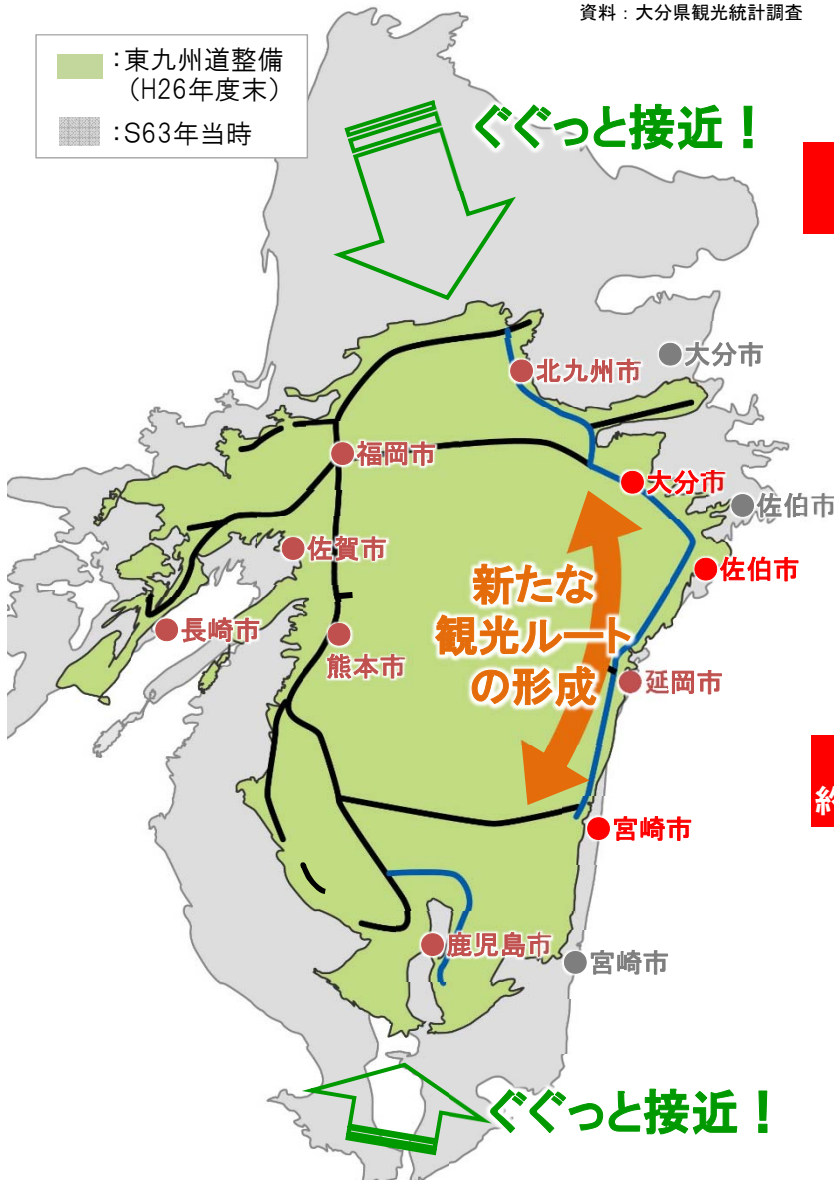 資料：大分県観光統計調査
：東九州道整備
（H26年度末）
：S63年当時
ぐぐっと接近！
大分市
北九州市
福岡市
大分市
佐伯市
佐賀市
佐伯市
新たな
観光ルート
の形成
長崎市
熊本市
延岡市
宮崎市
鹿児島市
宮崎市
ぐぐっと接近！